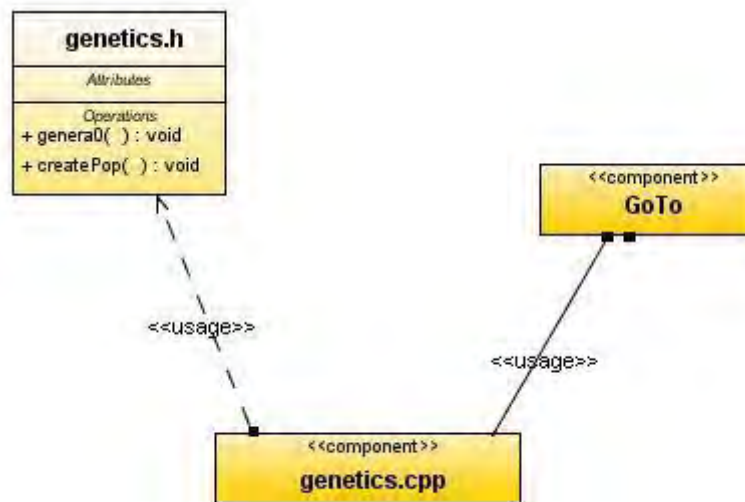 genetics.h
Attributes
Operations
+ genera0( ) : void
+ createPop( ) : void
<<component>>
GoTo
<<usage>>
<<usage>>
<<component>>
genetics.cpp